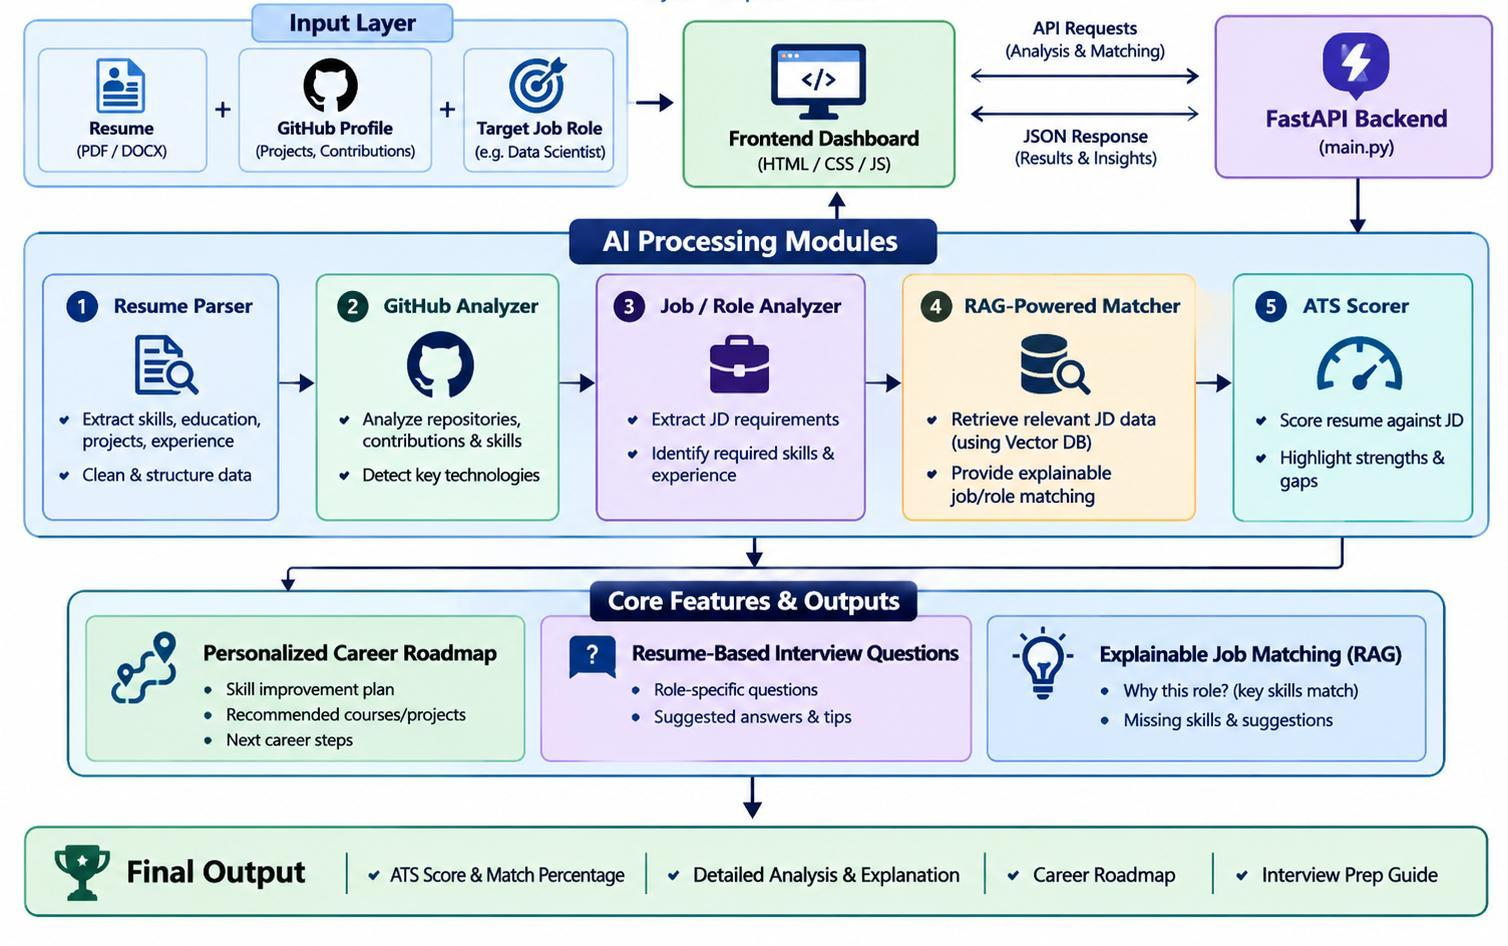 Input Layer
Resume
(PDF / DOCX)
+
GitHub Profile
(Projects, Contributions)
+
Target Job Role
(e.g. Data Scientist)
</>
Frontend Dashboard
(HTML / CSS / JS)
API Requests
(Analysis & Matching)
JSON Response
(Results & Insights)
FastAPI Backend
(main.py)
AI Processing Modules
1 Resume Parser
Extract skills, education,
projects, experience
Clean & structure data
2 GitHub Analyzer
Analyze repositories,
contributions & skills
Detect key technologies
3 Job / Role Analyzer
Extract JD requirements
Identify required skills &
experience
4 RAG-Powered Matcher
Retrieve relevant JD data
(using Vector DB)
Provide explainable
job/role matching
5 ATS Scorer
Score resume against JD
Highlight strengths &
gaps
Core Features & Outputs
Personalized Career Roadmap
Skill improvement plan
Recommended courses/projects
Next career steps
?
Resume-Based Interview Questions
Role-specific questions
Suggested answers & tips
Explainable Job Matching (RAG)
Why this role? (key skills match)
Missing skills & suggestions
Final Output
ATS Score & Match Percentage
Detailed Analysis & Explanation
Career Roadmap
Interview Prep Guide